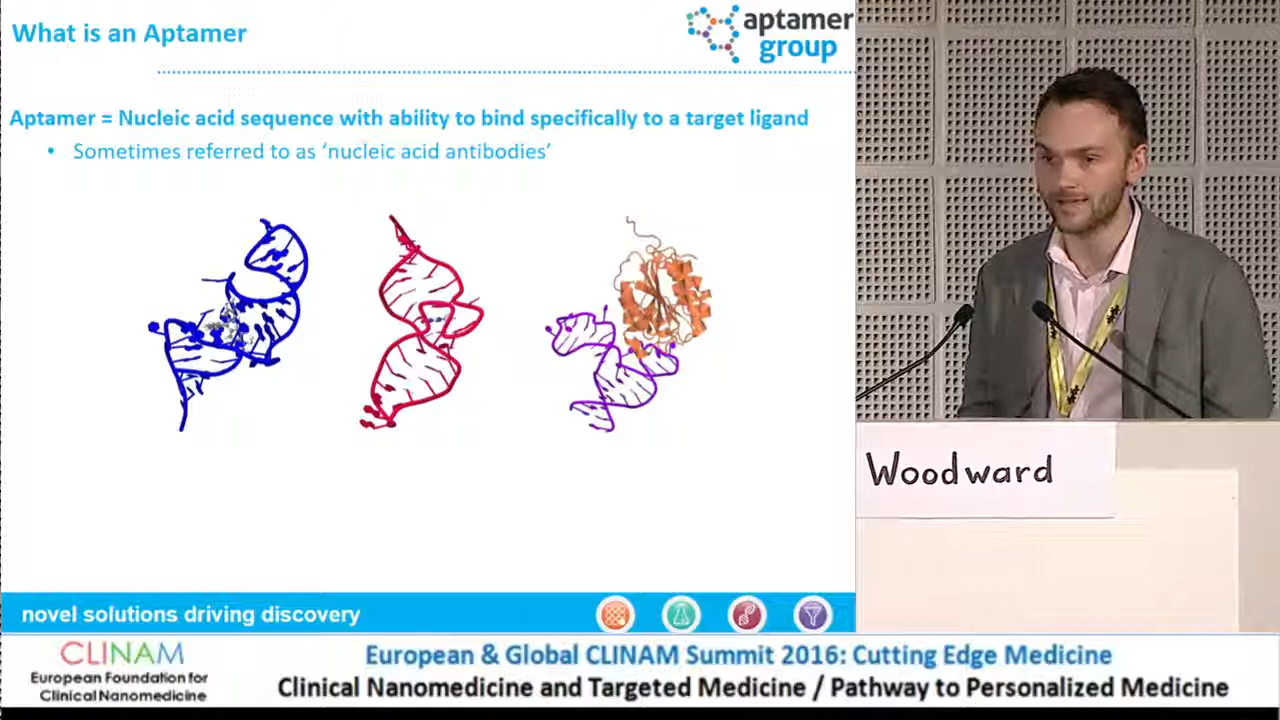 What is an Aptamer
aptamer
group
Aptamer = Nucleic acid sequence with ability to bind specifically to a target ligand
• Sometimes referred to as ‘nucleic acid antibodies’
Woodward
novel solutions driving discovery
CLINAM
European Foundation for
Clinical Nanomedicine
European & Global CLINAM Summit 2016: Cutting Edge Medicine
Clinical Nanomedicine and Targeted Medicine / Pathway to Personalized Medicine